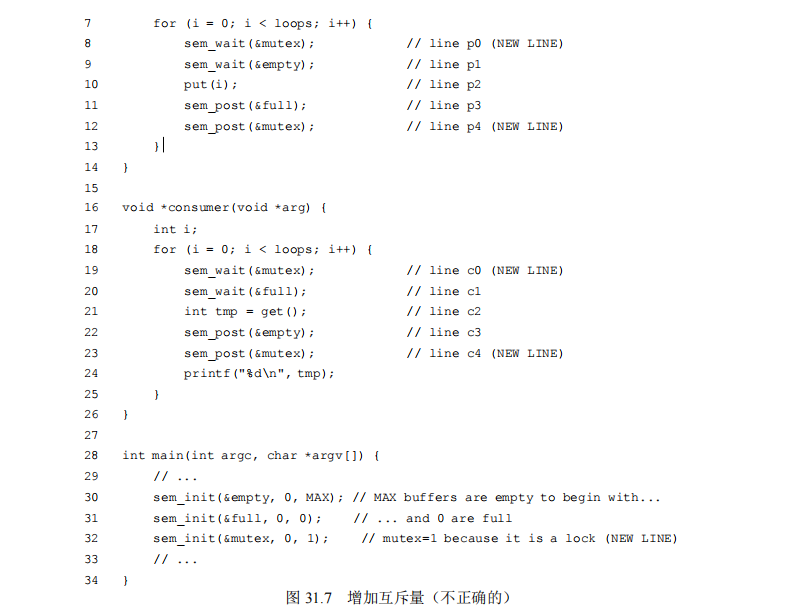 7 for (i = 0; i < loops; i++) {
8 sem_wait(&mutex); // line p0 (NEW LINE)
9 sem_wait(&empty); // line p1
10 put(i); // line p2
11 sem_post(&full); // line p3
12 sem_post(&mutex); // line p4 (NEW LINE)
13 }
14 }
15
16 void *consumer(void *arg) {
17 int i;
18 for (i = 0; i < loops; i++) {
19 sem_wait(&mutex); // line c0 (NEW LINE)
20 sem_wait(&full); // line c1
21 int tmp = get(); // line c2
22 sem_post(&empty); // line c3
23 sem_post(&mutex); // line c4 (NEW LINE)
24 printf("%d\n", tmp);
25 }
26 }
27
28 int main(int argc, char *argv[]) {
29 // ...
30 sem_init(&empty, 0, MAX); // MAX buffers are empty to begin with...
31 sem_init(&full, 0, 0); // ... and 0 are full
32 sem_init(&mutex, 0, 1); // mutex=1 because it is a lock (NEW LINE)
33 // ...
34 }
图 31.7 增加互斥量（不正确的）